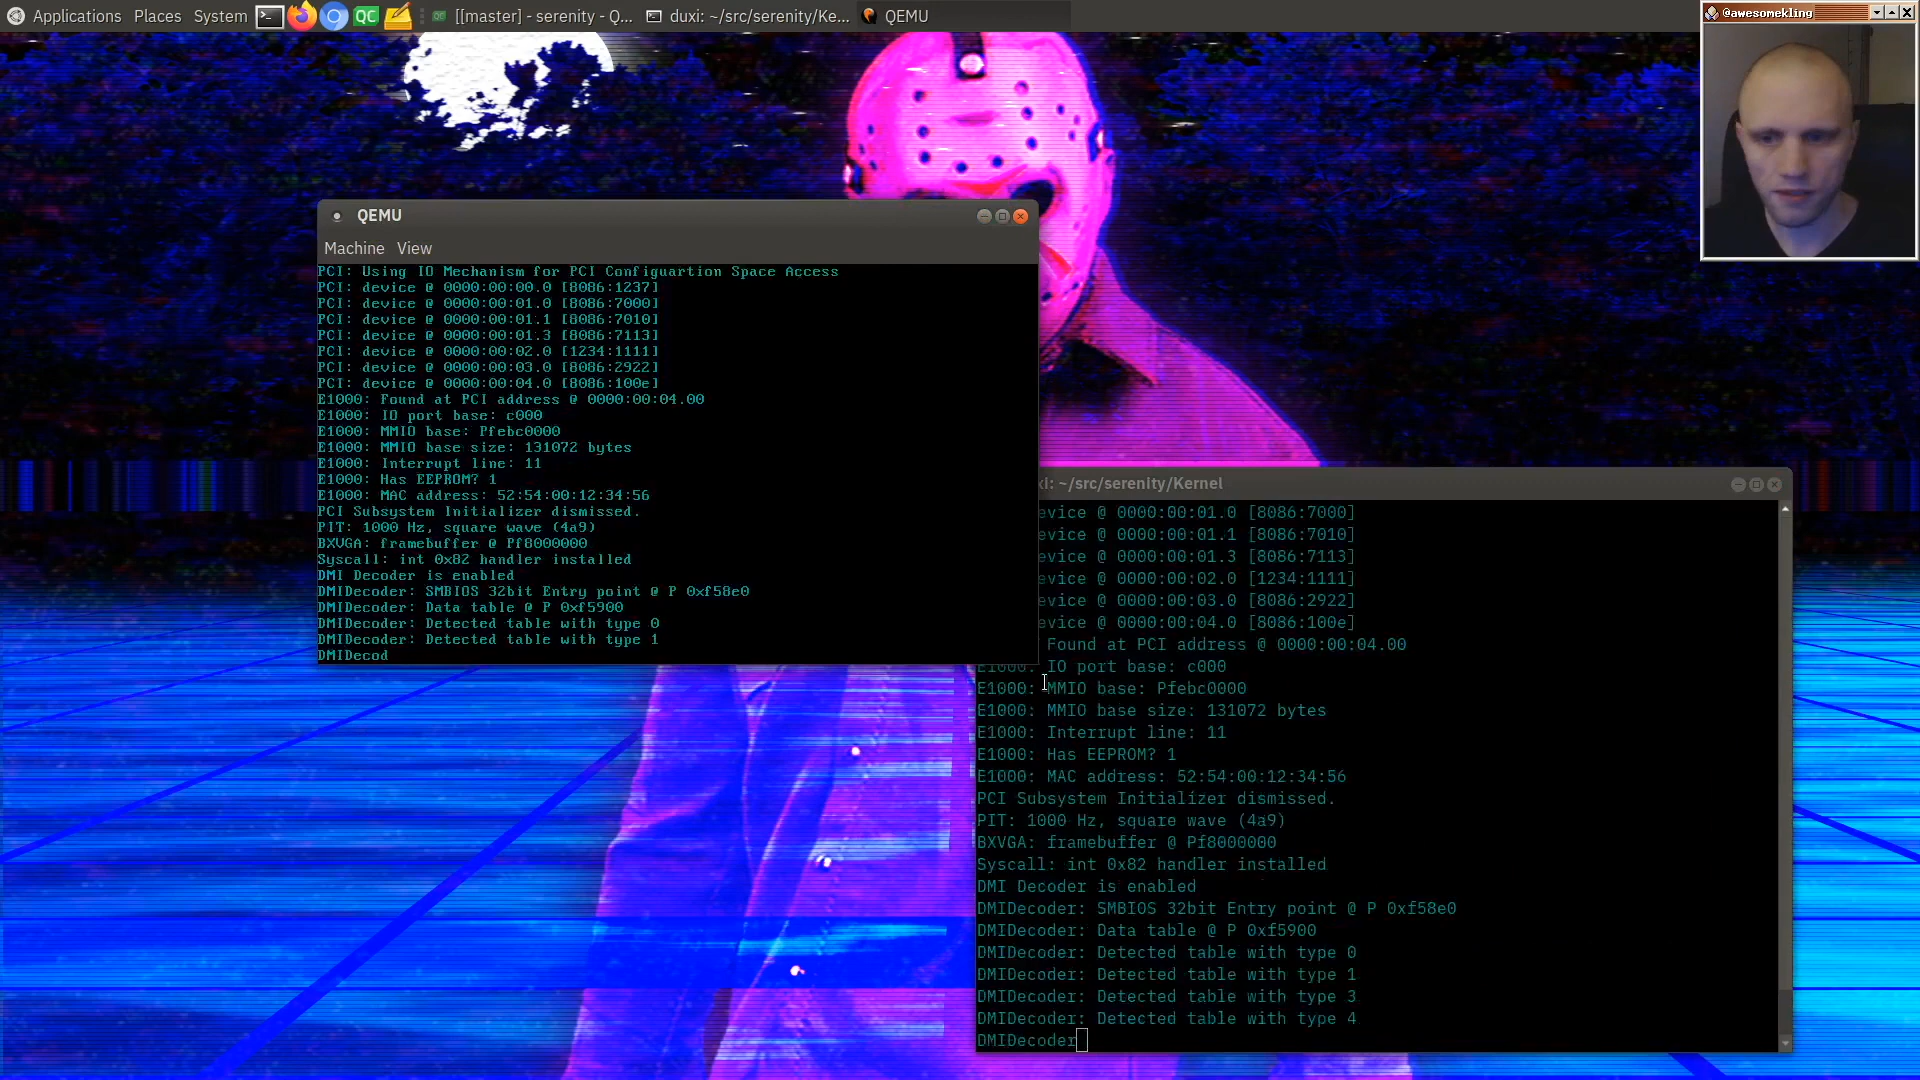 Applications Places System QC [[master] - serenity - Q... duxi: ~/src/serenity/Ke... QEMU
@awesomekling
QEMU
Machine View
PCI: Using IO Mechanism for PCI Configuartion Space Access
PCI: device @ 0000:00:00.0 [8086:1237]
PCI: device @ 0000:00:01.0 [8086:7000]
PCI: device @ 0000:00:01.1 [8086:7010]
PCI: device @ 0000:00:01.3 [8086:7113]
PCI: device @ 0000:00:02.0 [1234:1111]
PCI: device @ 0000:00:03.0 [8086:2922]
PCI: device @ 0000:00:04.0 [8086:100e]
E1000: Found at PCI address @ 0000:00:04.00
E1000: IO port base: c000
E1000: MMIO base: Pfebc0000
E1000: MMIO base size: 131072 bytes
E1000: Interrupt line: 11
E1000: Has EEPROM? 1
E1000: MAC address: 52:54:00:12:34:56
PCI Subsystem Initializer dismissed.
PIT: 1000 Hz, square wave (4a9)
BXVGA: framebuffer @ Pf8000000
Syscall: int 0x82 handler installed
DMI Decoder is enabled
DMIDecoder: SMBIOS 32bit Entry point @ P 0xf58e0
DMIDecoder: Data table @ P 0xf5900
DMIDecoder: Detected table with type 0
DMIDecoder: Detected table with type 1
DMIDecod
xi: ~/src/serenity/Kernel
evice @ 0000:00:01.0 [8086:7000]
evice @ 0000:00:01.1 [8086:7010]
evice @ 0000:00:01.3 [8086:7113]
evice @ 0000:00:02.0 [1234:1111]
evice @ 0000:00:03.0 [8086:2922]
evice @ 0000:00:04.0 [8086:100e]
Found at PCI address @ 0000:00:04.00
E1000: IO port base: c000
E1000: MMIO base: Pfebc0000
E1000: MMIO base size: 131072 bytes
E1000: Interrupt line: 11
E1000: Has EEPROM? 1
E1000: MAC address: 52:54:00:12:34:56
PCI Subsystem Initializer dismissed.
PIT: 1000 Hz, square wave (4a9)
BXVGA: framebuffer @ Pf8000000
Syscall: int 0x82 handler installed
DMI Decoder is enabled
DMIDecoder: SMBIOS 32bit Entry point @ P 0xf58e0
DMIDecoder: Data table @ P 0xf5900
DMIDecoder: Detected table with type 0
DMIDecoder: Detected table with type 1
DMIDecoder: Detected table with type 3
DMIDecoder: Detected table with type 4
DMIDecoder